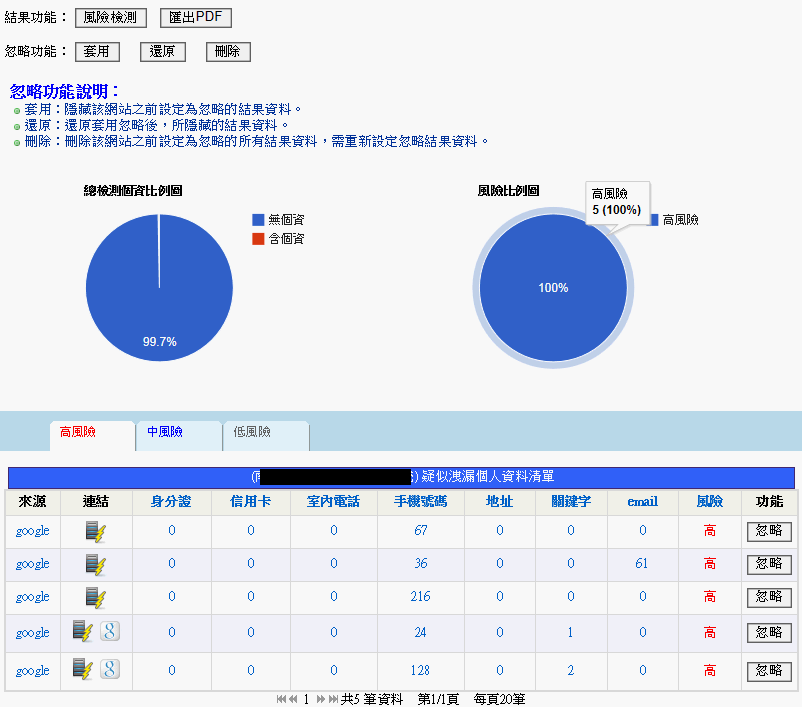 結果功能： 風險檢測 匯出PDF
忽略功能： 套用 還原 刪除
忽略功能說明：
套用：隱藏該網站之前設定為忽略的結果資料。
還原：還原套用忽略後，所隱藏的結果資料。
刪除：刪除該網站之前設定為忽略的所有結果資料，需重新設定忽略結果資料。
總檢測個資比例圖
無個資
含個資
99.7%
風險比例圖
高風險
5 (100%)
高風險
100%
高風險 中風險 低風險
疑似洩漏個人資料清單
來源 連結 身分證 信用卡 室內電話 手機號碼 地址 關鍵字 email 風險 功能
google 0 0 0 67 0 0 0 高 忽略
google 0 0 0 36 0 0 61 高 忽略
google 0 0 0 216 0 0 0 高 忽略
google 8 0 0 0 24 0 1 0 高 忽略
google 8 0 0 0 128 0 2 0 高 忽略
1 共5 筆資料 第1/1頁 每頁20筆